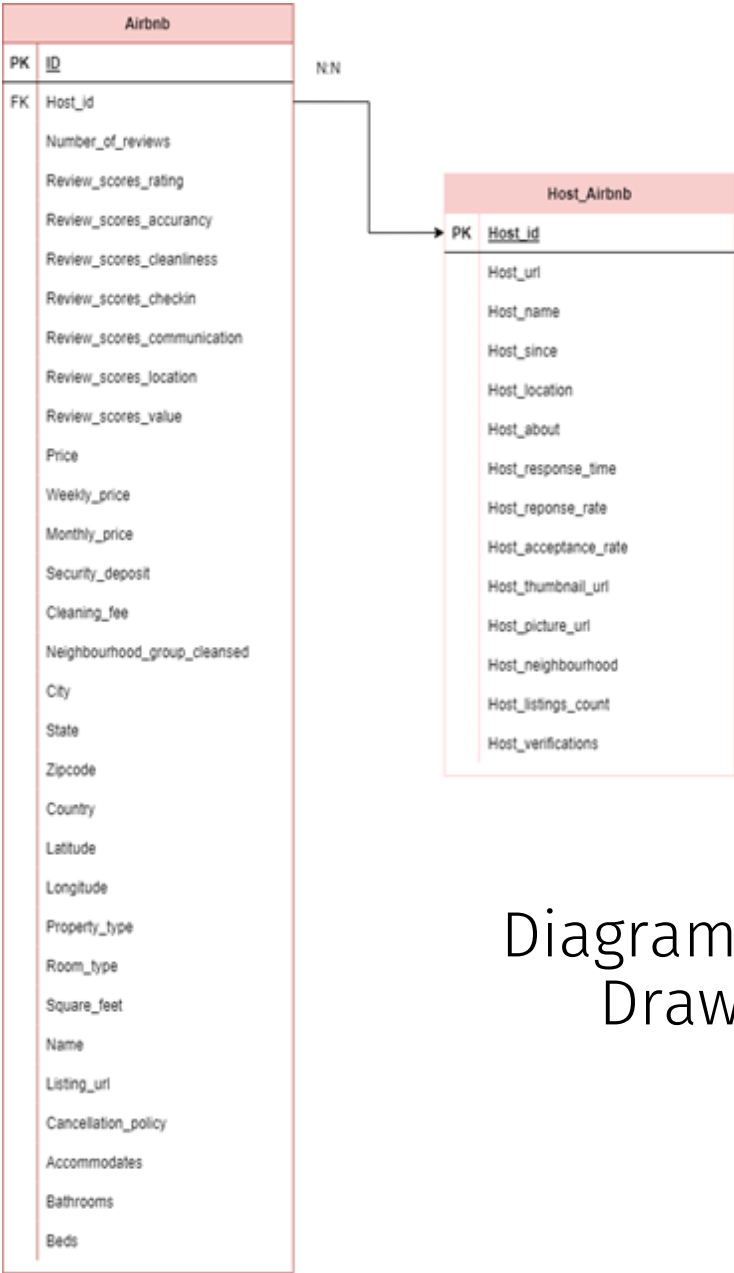 Airbnb
PK ID
N:N
FK Host_id
Number_of_reviews
Review_scores_rating
Review_scores_accurancy
Review_scores_cleanliness
Review_scores_checkin
Review_scores_communication
Review_scores_location
Review_scores_value
Price
Weekly_price
Monthly_price
Security_deposit
Cleaning_fee
Neighbourhood_group_cleansed
City
State
Zipcode
Country
Latitude
Longitude
Property_type
Room_type
Square_feet
Name
Listing_url
Cancellation_policy
Accommodates
Bathrooms
Beds
Host_Airbnb
PK Host_id
Host_url
Host_name
Host_since
Host_location
Host_about
Host_response_time
Host_reponse_rate
Host_acceptance_rate
Host_thumbnail_url
Host_picture_url
Host_neighbourhood
Host_listings_count
Host_verifications
Diagram
Draw